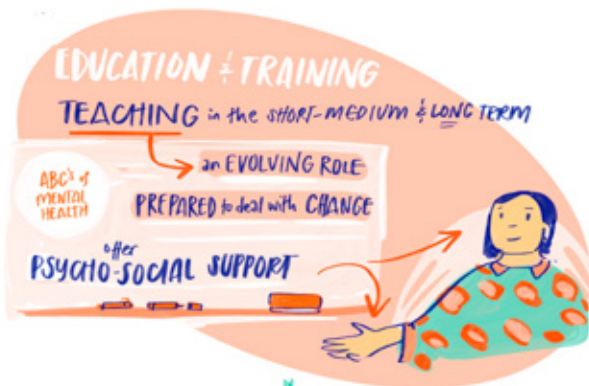 EDUCATION & TRAINING
TEACHING in the SHORT-MEDIUM & LONG TERM
an EVOLVING ROLE
ABC's of
MENTAL
HEALTH
PREPARED to deal with CHANGE
offer
PSYCHO-SOCIAL SUPPORT